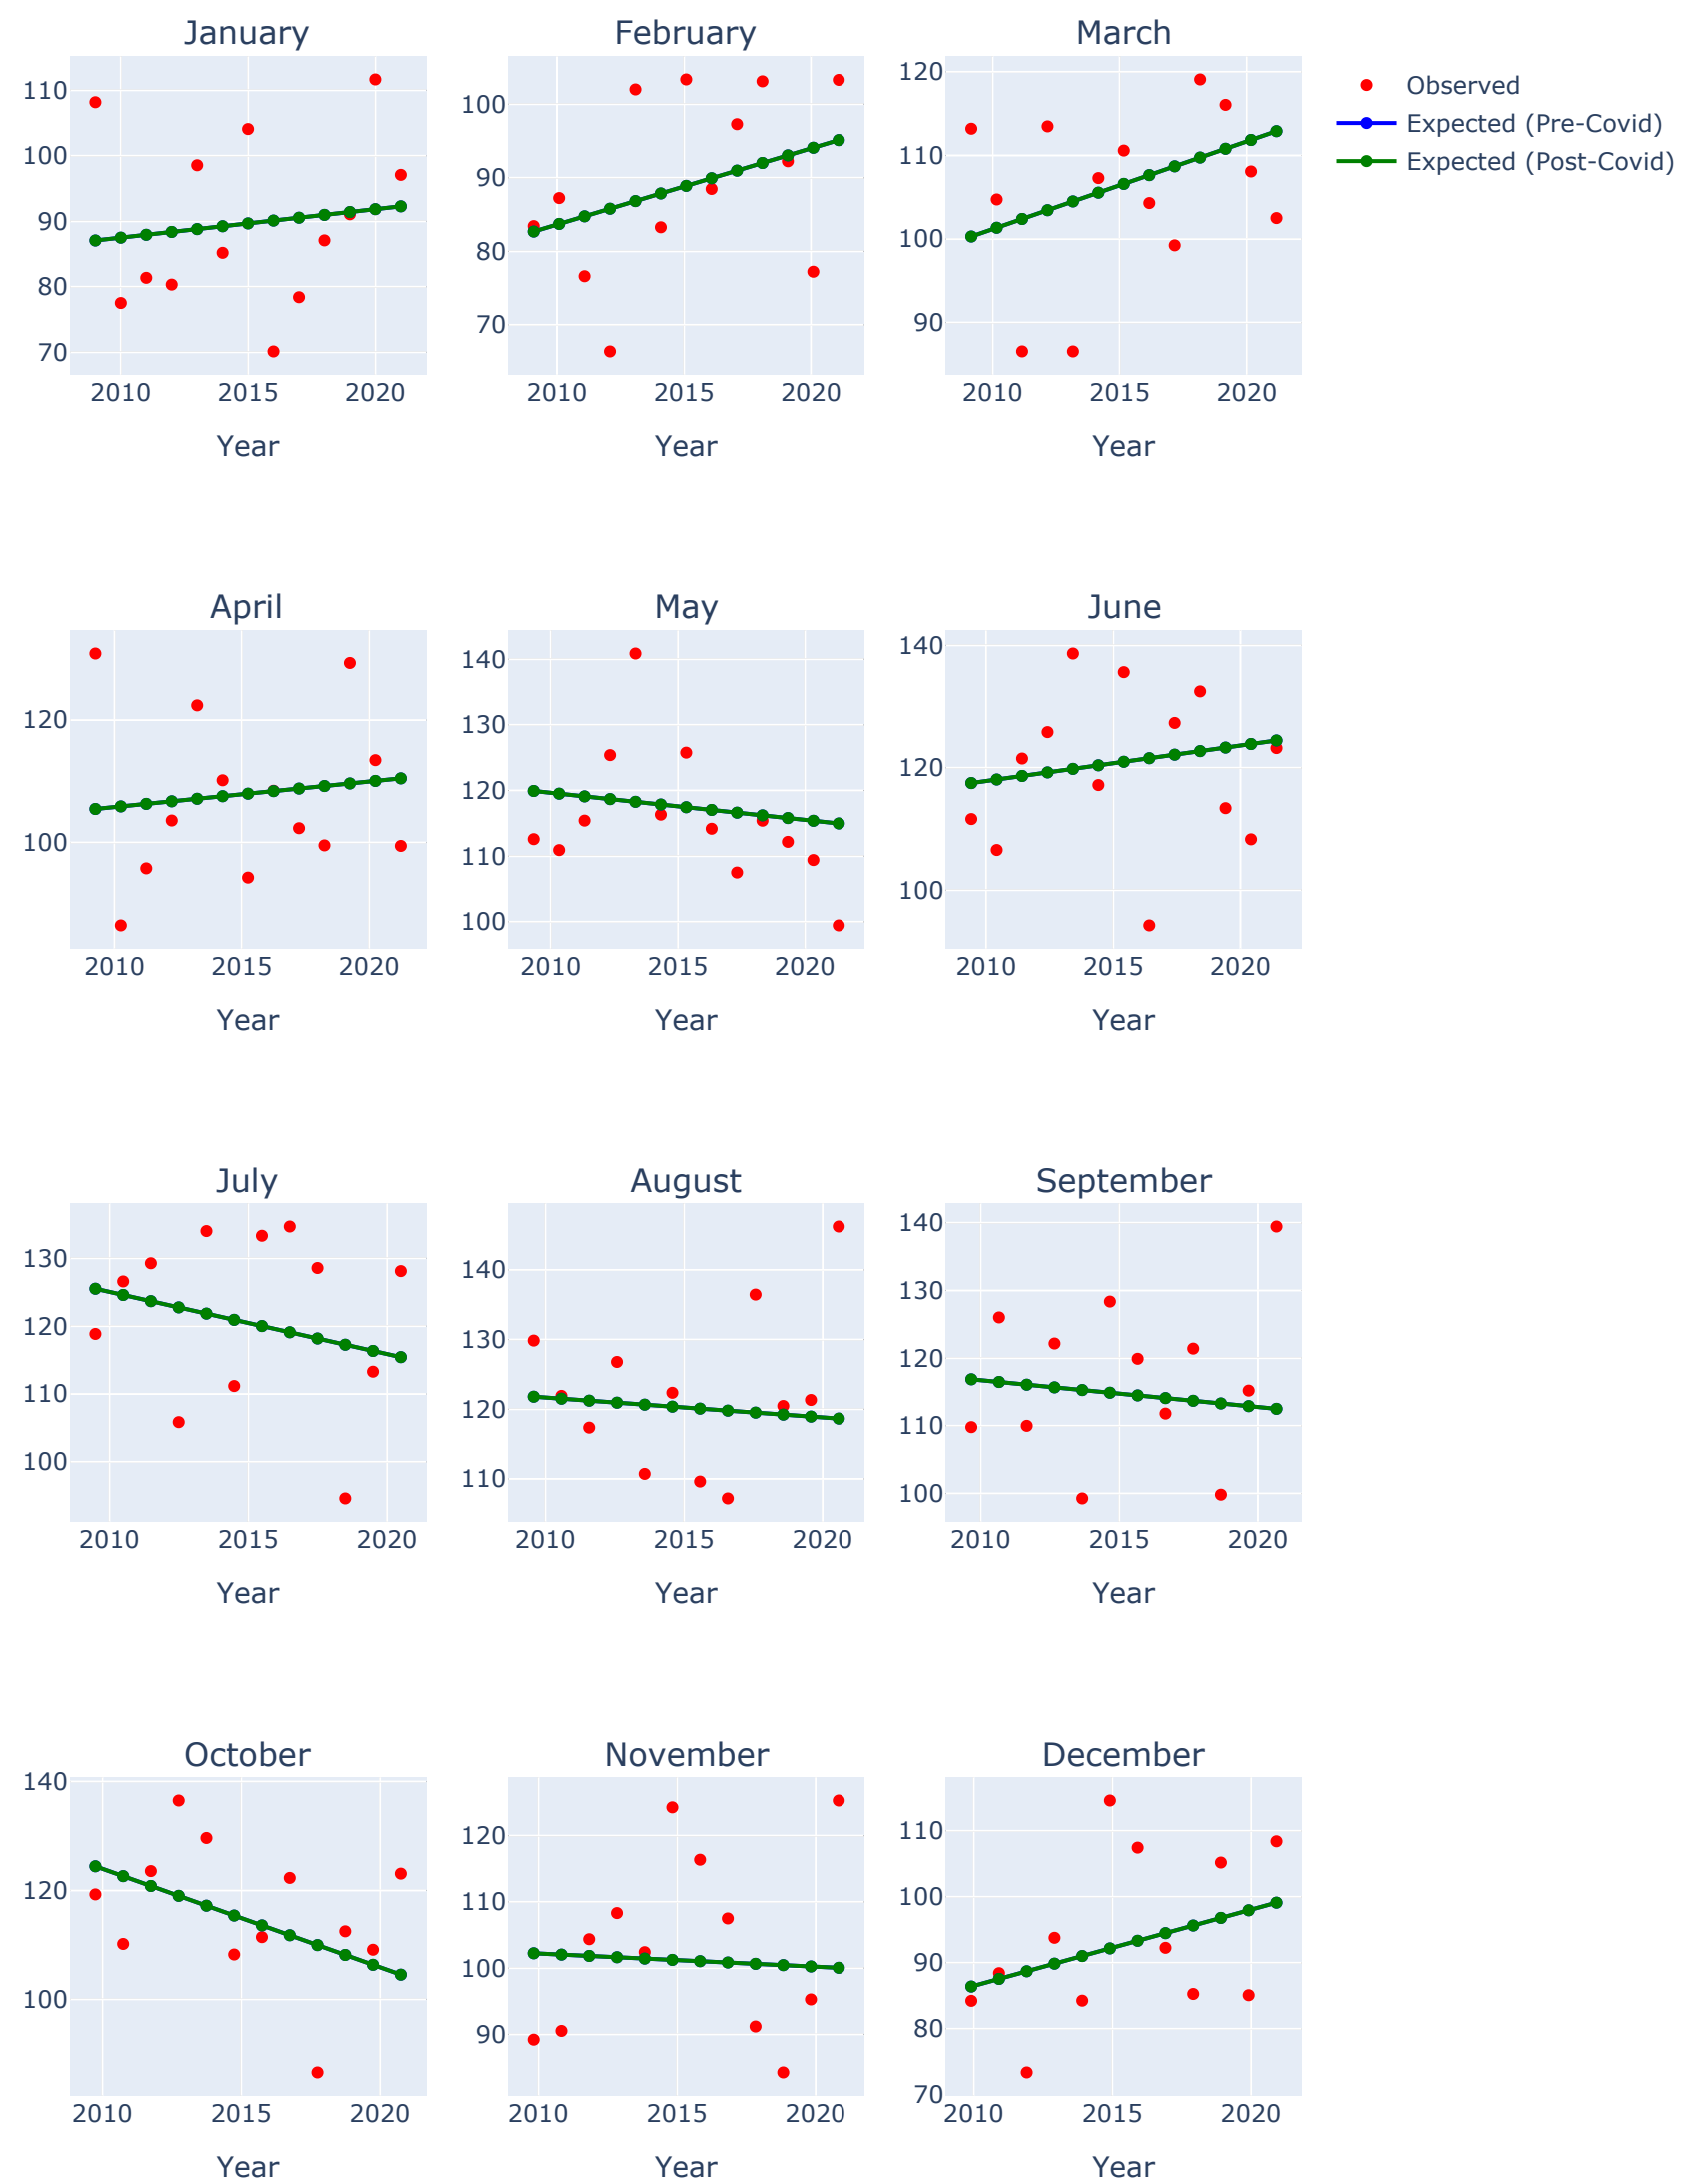 January
February
March
Observed
Expected (Pre-Covid)
Expected (Post-Covid)
110
100
90
80
70
100
90
80
70
120
110
100
90
2010 2015 2020
2010 2015 2020
2010 2015 2020
Year
Year
Year
April
May
June
120
100
140
130
120
110
100
140
120
100
2010 2015 2020
2010 2015 2020
2010 2015 2020
Year
Year
Year
July
August
September
130
120
110
100
140
130
120
110
140
130
120
110
100
2010 2015 2020
2010 2015 2020
2010 2015 2020
Year
Year
Year
October
November
December
140
120
100
120
110
100
90
110
100
90
80
70
2010 2015 2020
2010 2015 2020
2010 2015 2020
Year
Year
Year